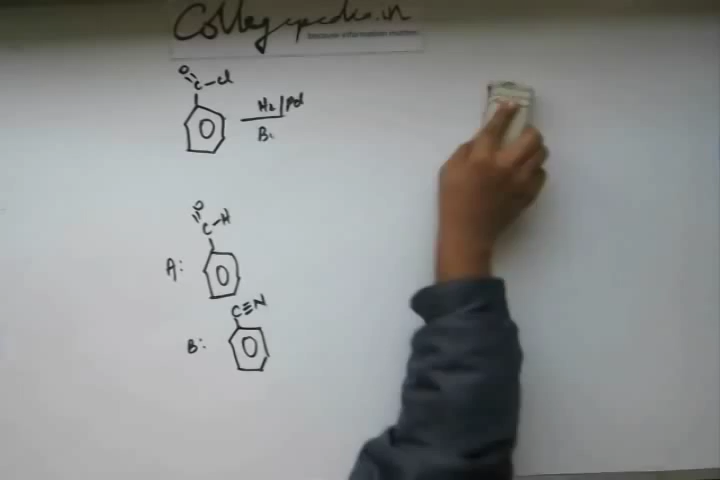 Collegepedia.in
because information matters
O
C-Cl
H2/Pd
B:
O
C-H
A:
C≡N
B: